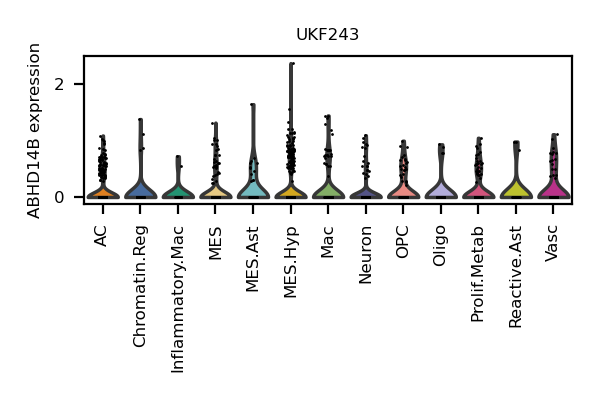 UKF243
ABHD14B expression
2
0
AC
Chromatin.Reg
Inflammatory.Mac
MES
MES.Ast
MES.Hyp
Mac
Neuron
OPC
Oligo
Prolif.Metab
Reactive.Ast
Vasc